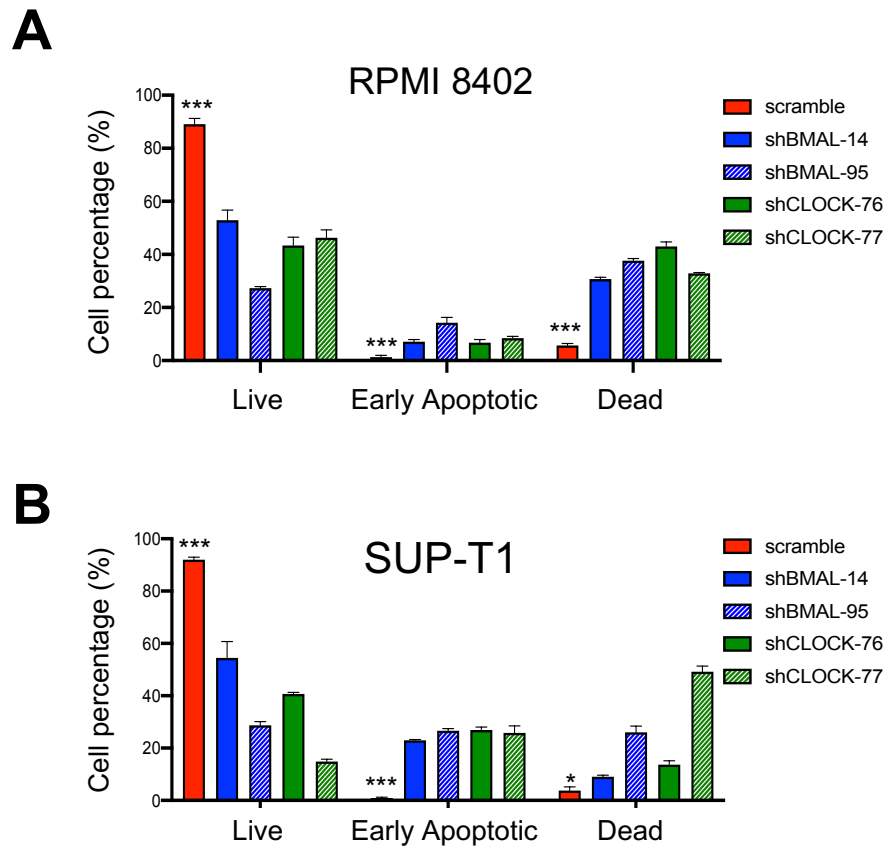 A
RPMI 8402
Cell percentage (%)
100
80
60
40
20
0
***
***
***
Live
Early Apoptotic
Dead
scramble
shBMAL-14
shBMAL-95
shCLOCK-76
shCLOCK-77
B
SUP-T1
Cell percentage (%)
100
80
60
40
20
0
***
***
*
Live
Early Apoptotic
Dead
scramble
shBMAL-14
shBMAL-95
shCLOCK-76
shCLOCK-77